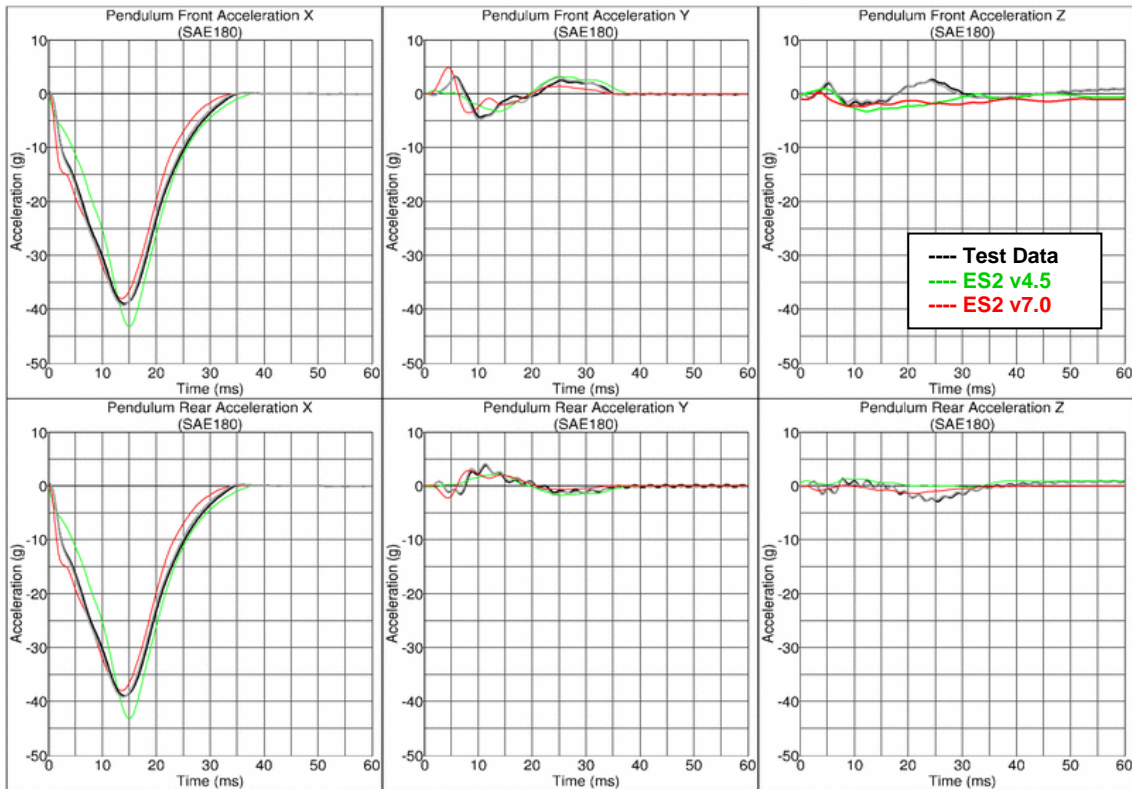 Pendulum Front Acceleration X
(SAE180)
Acceleration (g)
10
0
-10
-20
-30
-40
-50
0 10 20 30 40 50 60
Time (ms)
Pendulum Front Acceleration Y
(SAE180)
Acceleration (g)
10
0
-10
-20
-30
-40
-50
0 10 20 30 40 50 60
Time (ms)
Pendulum Front Acceleration Z
(SAE180)
Acceleration (g)
10
0
-10
-20
-30
-40
-50
0 10 20 30 40 50 60
Time (ms)
---- Test Data
---- ES2 v4.5
---- ES2 v7.0
Pendulum Rear Acceleration X
(SAE180)
Acceleration (g)
10
0
-10
-20
-30
-40
-50
0 10 20 30 40 50 60
Time (ms)
Pendulum Rear Acceleration Y
(SAE180)
Acceleration (g)
10
0
-10
-20
-30
-40
-50
0 10 20 30 40 50 60
Time (ms)
Pendulum Rear Acceleration Z
(SAE180)
Acceleration (g)
10
0
-10
-20
-30
-40
-50
0 10 20 30 40 50 60
Time (ms)